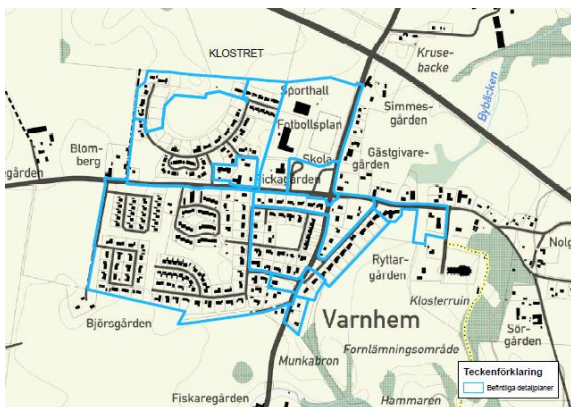 KLOSTRET
Kruse-
backe
Sporthall
Fotbollsplan
Simmes-
gården
Bybäcken
Blom-
berg
Skola
Gästgivare-
gården
egården
Fickagården
Nolg
Ryttar-
gården
Klosterruin
Björsgården
Varnhem
Sör-
gården
Munkabron
Fornlämningsområde
Fiskaregården
Hammaren
Teckenförklaring
Befintliga detaljplaner